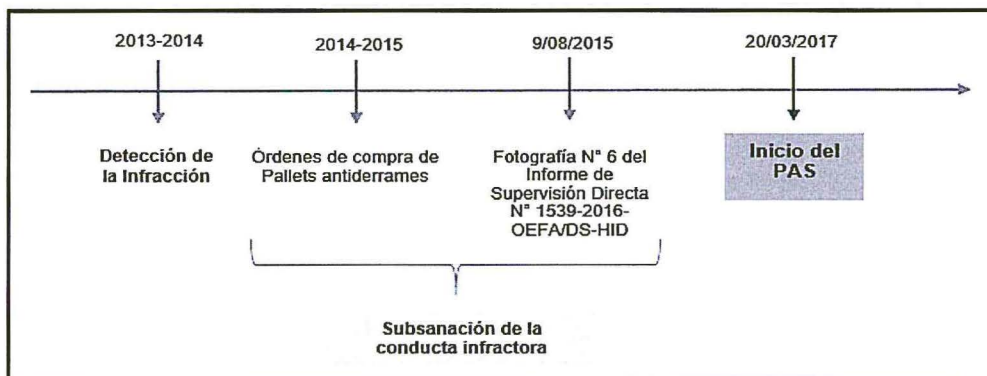 2013-2014
2014-2015
9/08/2015
20/03/2017
Detección de
la Infracción
Órdenes de compra de
Pallets antiderrames
Fotografía N° 6 del
Informe de
Supervisión Directa
N° 1539-2016-
OEFA/DS-HID
Inicio del
PAS
Subsanación de la
conducta infractora